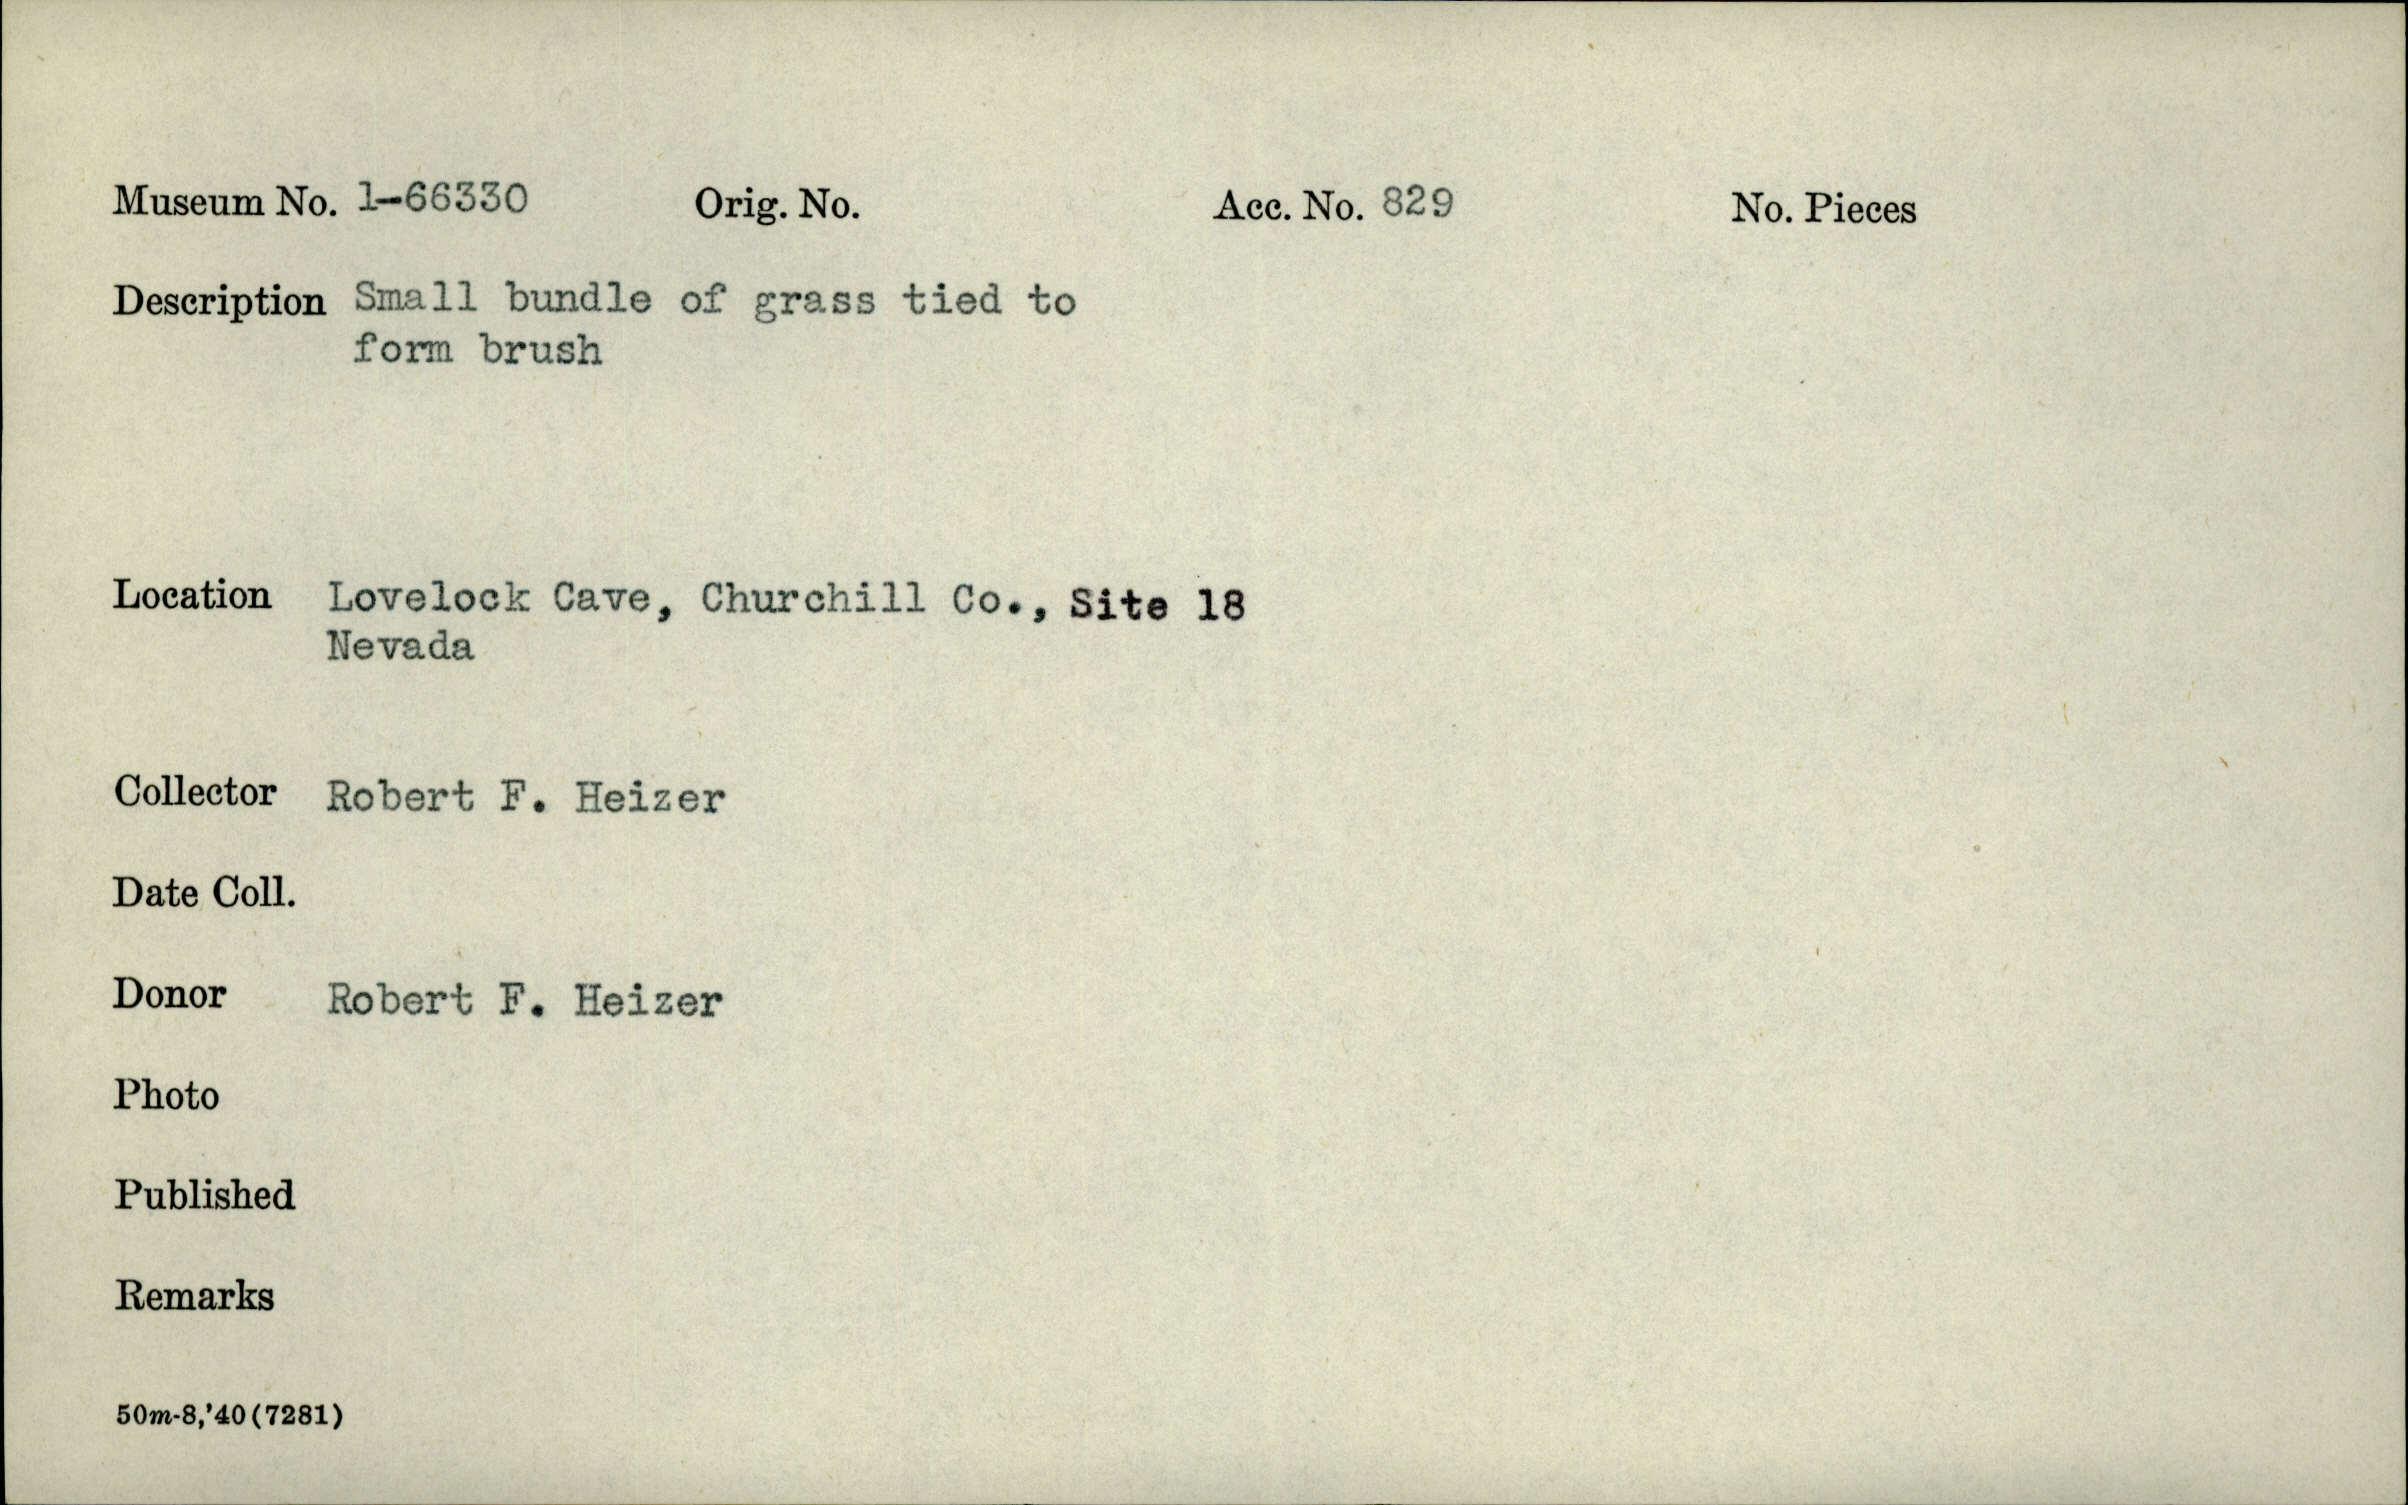 Museum No. 1-66330 Orig. No. Acc. No. 829 No. Pieces
Description Small bundle of grass tied to
form brush
Location Lovelock Cave, Churchill Co., Site 18
Nevada
Collector Robert F. Heizer
Date Coll.
Donor Robert F. Heizer
Photo
Published
Remarks
50m-8,'40(7281)